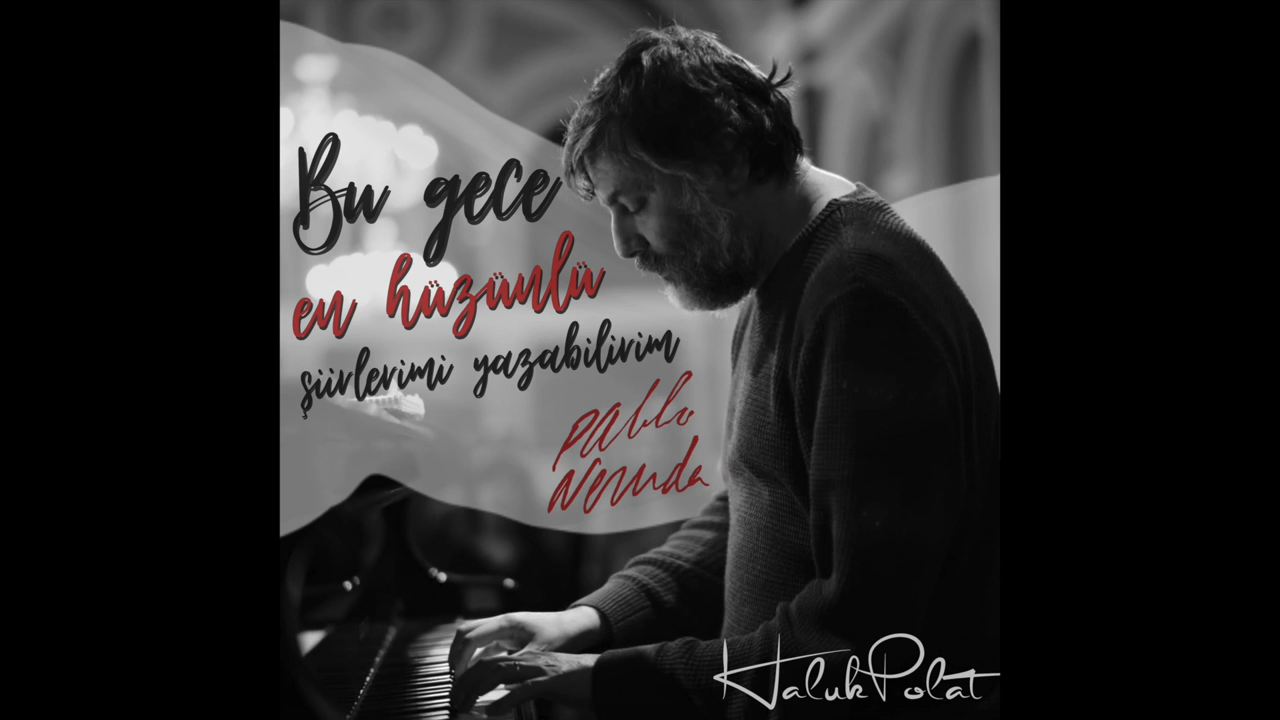 Bu gece
en hüzünlü
şiirlerimi yazabilirim
Pablo
Neruda
Haluk Polat